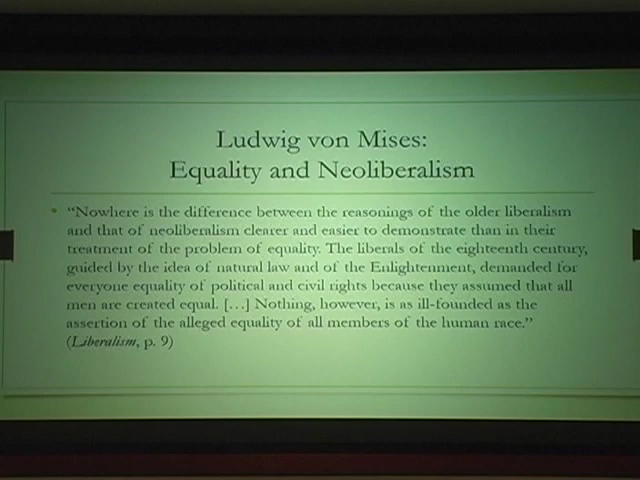 Ludwig von Mises:
Equality and Neoliberalism
• “Nowhere is the difference between the reasonings of the older liberalism
and that of neoliberalism clearer and easier to demonstrate than in their
treatment of the problem of equality. The liberals of the eighteenth century,
guided by the idea of natural law and of the Enlightenment, demanded for
everyone equality of political and civil rights because they assumed that all
men are created equal. […] Nothing, however, is as ill-founded as the
assertion of the alleged equality of all members of the human race.”
(Liberalism, p. 9)